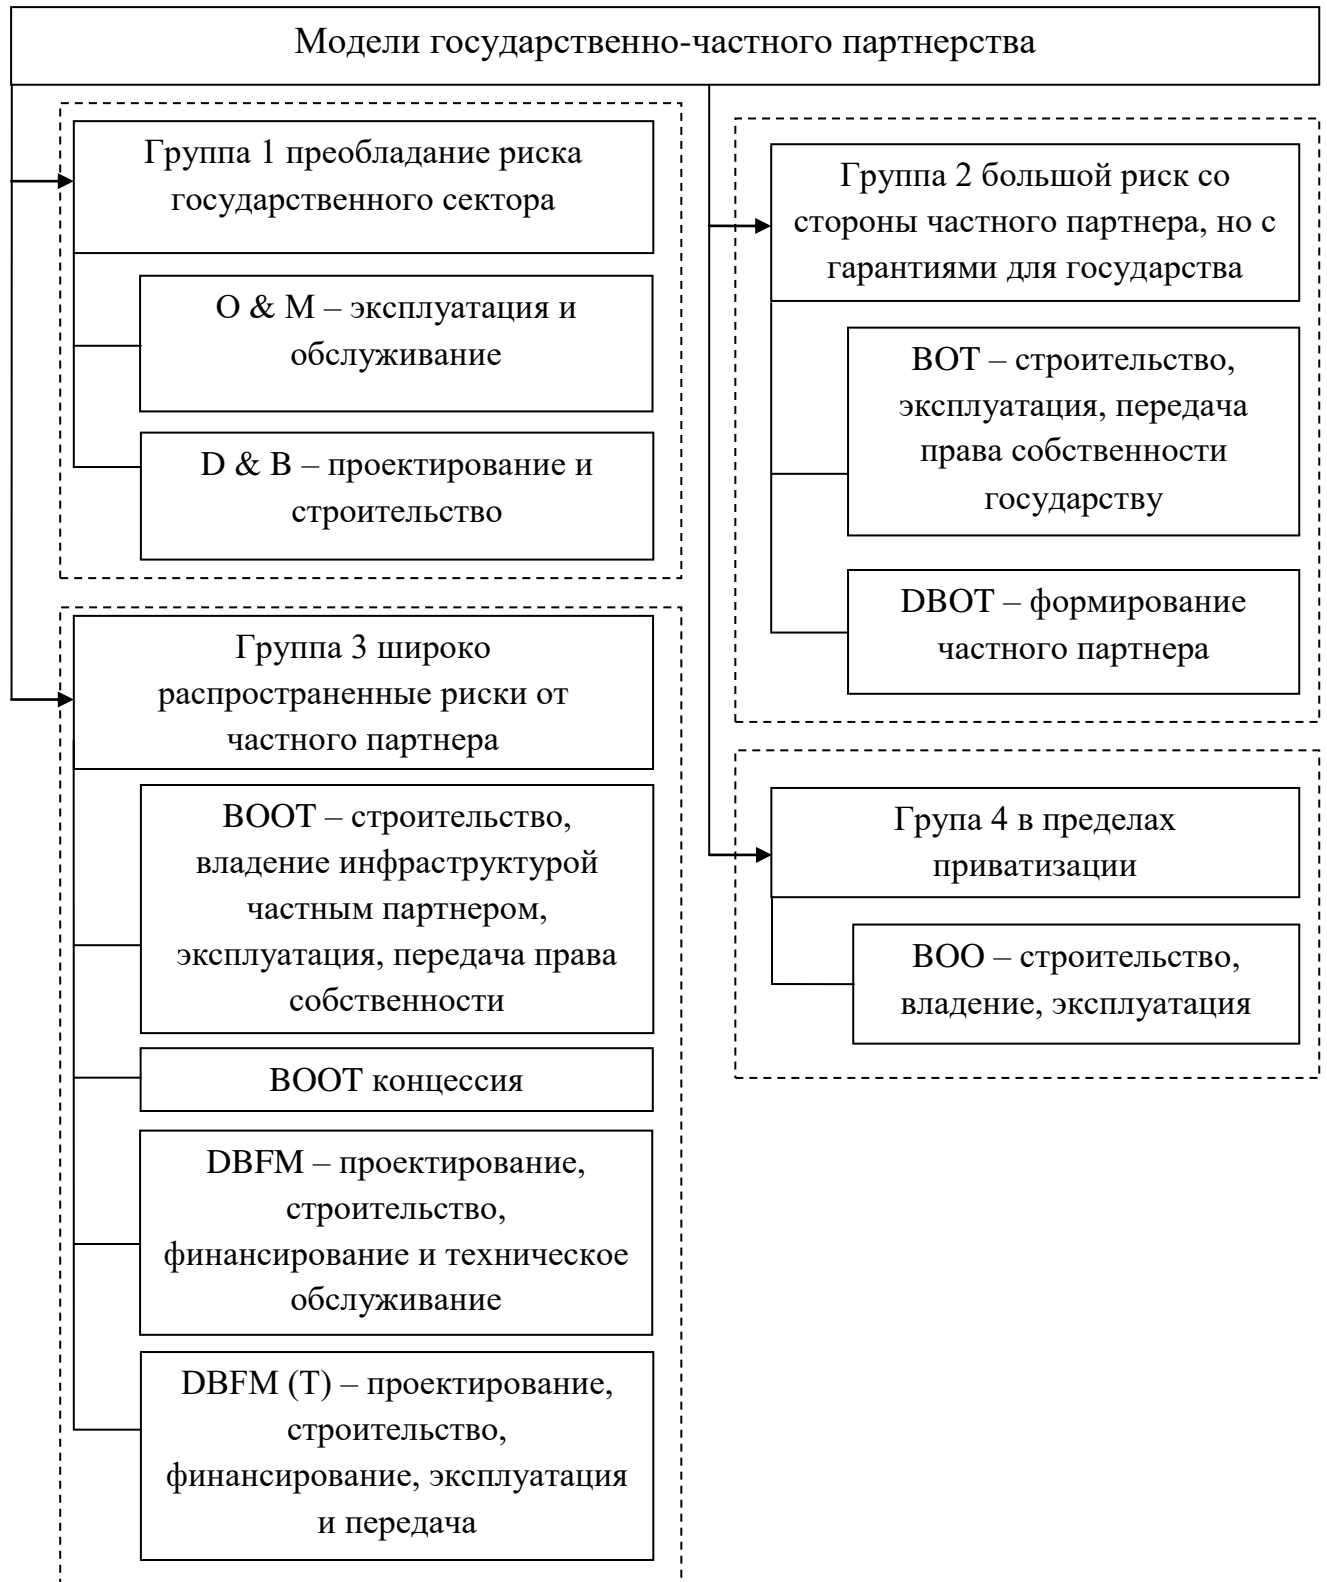 Модели государственно-частного партнерства
Группа 1 преобладание риска
государственного сектора
O & M – эксплуатация и
обслуживание
D & B – проектирование и
строительство
Группа 2 большой риск со
стороны частного партнера, но с
гарантиями для государства
BOT – строительство,
эксплуатация, передача
права собственности
государству
DBOT – формирование
частного партнера
Группа 3 широко
распространенные риски от
частного партнера
BOOT – строительство,
владение инфраструктурой
частным партнером,
эксплуатация, передача права
собственности
BOOT концессия
DBFM – проектирование,
строительство,
финансирование и техническое
обслуживание
DBFM (T) – проектирование,
строительство,
финансирование, эксплуатация
и передача
Група 4 в пределах
приватизации
BOO – строительство,
владение, эксплуатация